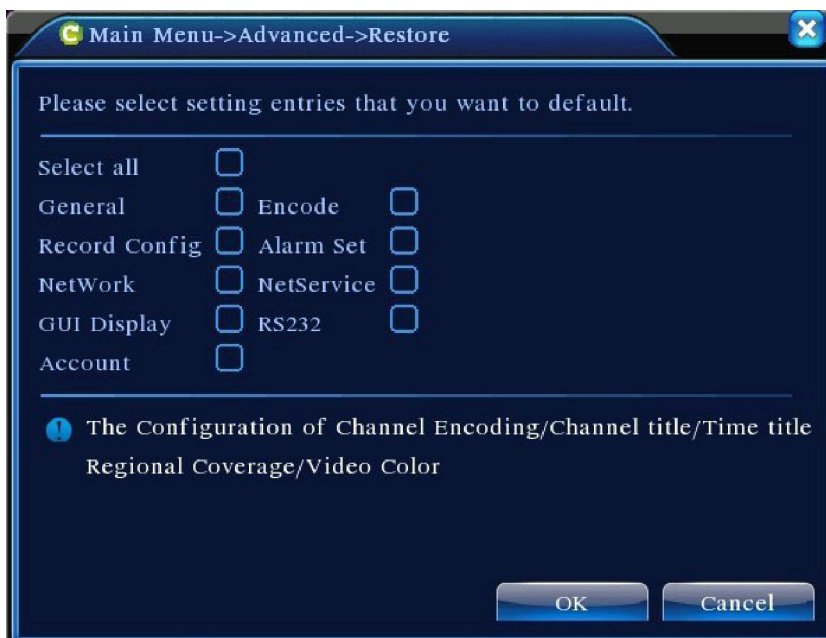 Main Menu->Advanced->Restore
Please select setting entries that you want to default.
Select all
General Encode
Record Config Alarm Set
NetWork NetService
GUI Display RS232
Account
The Configuration of Channel Encoding/Channel title/Time title
Regional Coverage/Video Color
OK Cancel